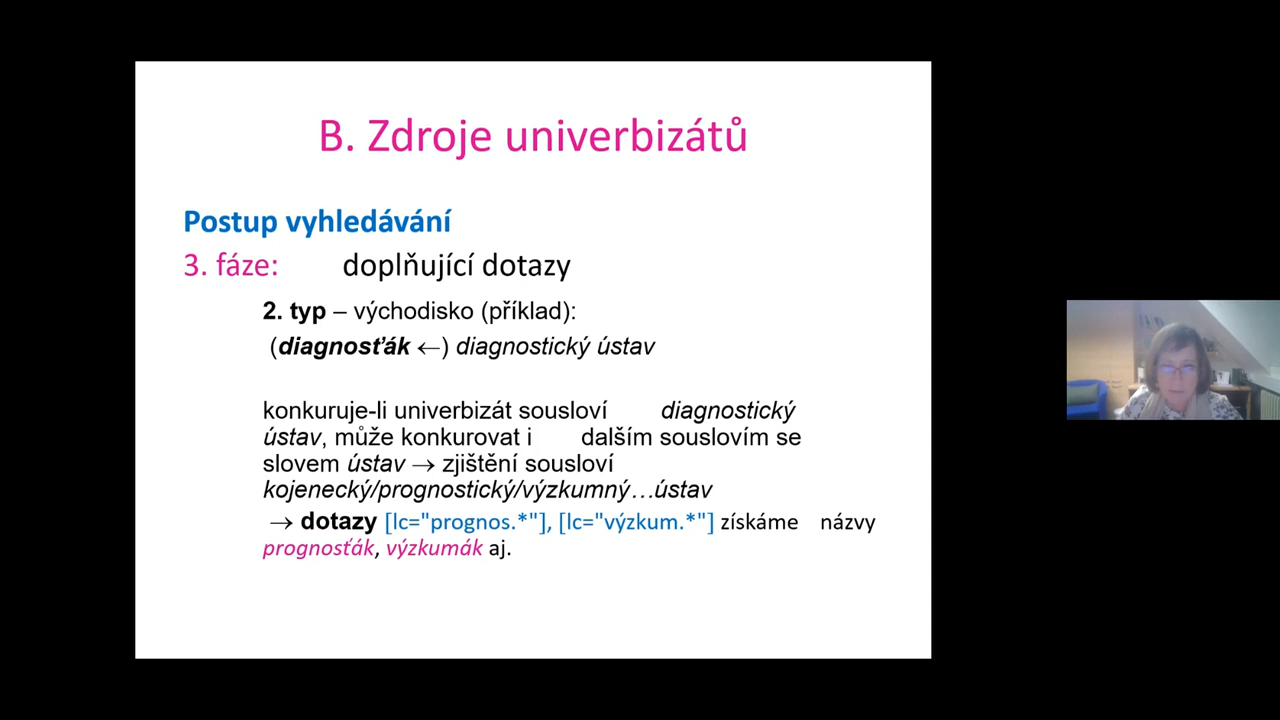 B. Zdroje univerbizátů
Postup vyhledávání
3. fáze: doplňující dotazy
2. typ – východisko (příklad):
(diagnosťák ←) diagnostický ústav
konkuruje-li univerbizát sousloví diagnostický
ústav, může konkurovat i dalším souslovím se
slovem ústav → zjištění sousloví
kojenecký/prognostický/výzkumný…ústav
→ dotazy [lc="prognos.*"], [lc="výzkum.*"] získáme názvy
prognosťák, výzkumák aj.